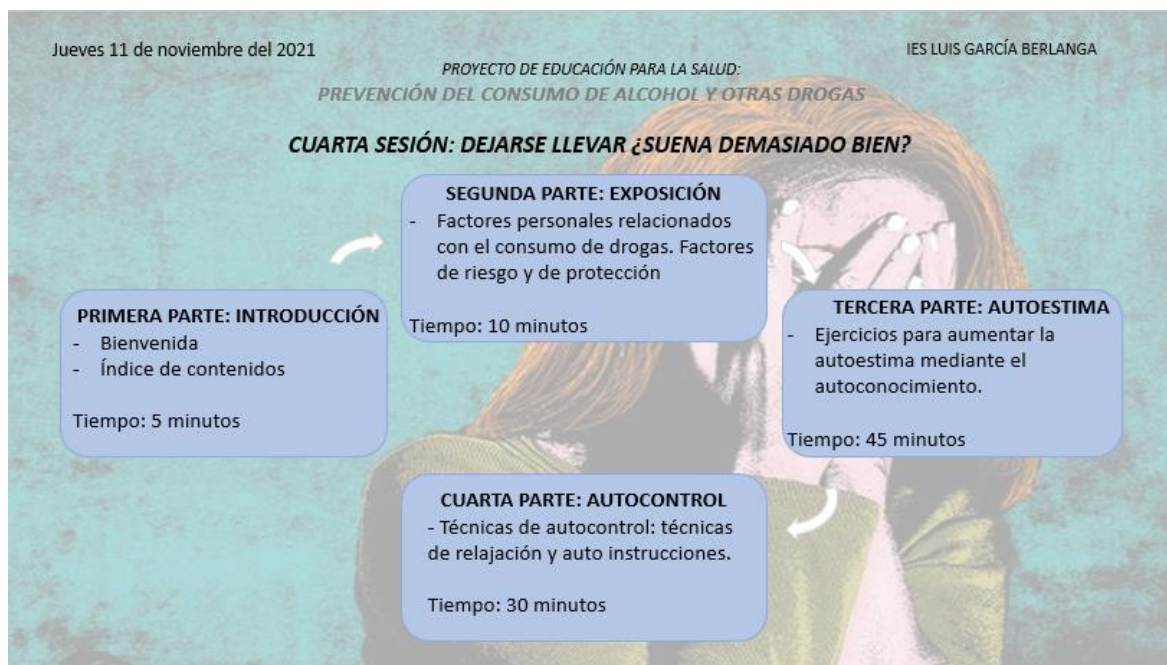 Jueves 11 de noviembre del 2021
IES LUIS GARCÍA BERLANGA
PROYECTO DE EDUCACIÓN PARA LA SALUD:
PREVENCIÓN DEL CONSUMO DE ALCOHOL Y OTRAS DROGAS
CUARTA SESIÓN: DEJARSE LLEVAR ¿SUENA DEMASIADO BIEN?
PRIMERA PARTE: INTRODUCCIÓN
- Bienvenida
- Índice de contenidos
Tiempo: 5 minutos
SEGUNDA PARTE: EXPOSICIÓN
- Factores personales relacionados
con el consumo de drogas. Factores
de riesgo y de protección
Tiempo: 10 minutos
TERCERA PARTE: AUTOESTIMA
- Ejercicios para aumentar la
autoestima mediante el
autoconocimiento.
Tiempo: 45 minutos
CUARTA PARTE: AUTOCONTROL
- Técnicas de autocontrol: técnicas
de relajación y auto instrucciones.
Tiempo: 30 minutos